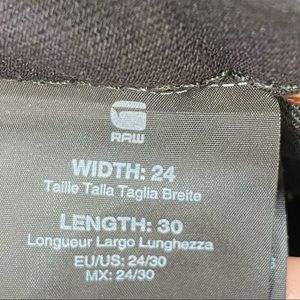 RAW
WIDTH: 24
Taille Talla Taglia Breite
LENGTH: 30
Longueur Largo Lunghezza
EU/US: 24/30
MX: 24/30